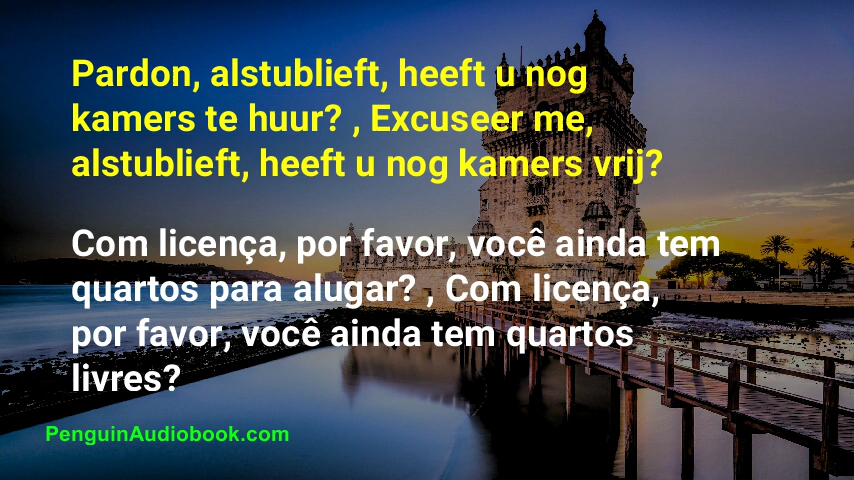 Pardon, alstublieft, heeft u nog
kamers te huur? , Excuseer me,
alstublieft, heeft u nog kamers vrij?
Com licença, por favor, você ainda tem
quartos para alugar? , Com licença,
por favor, você ainda tem quartos
livres?
PenguinAudiobook.com